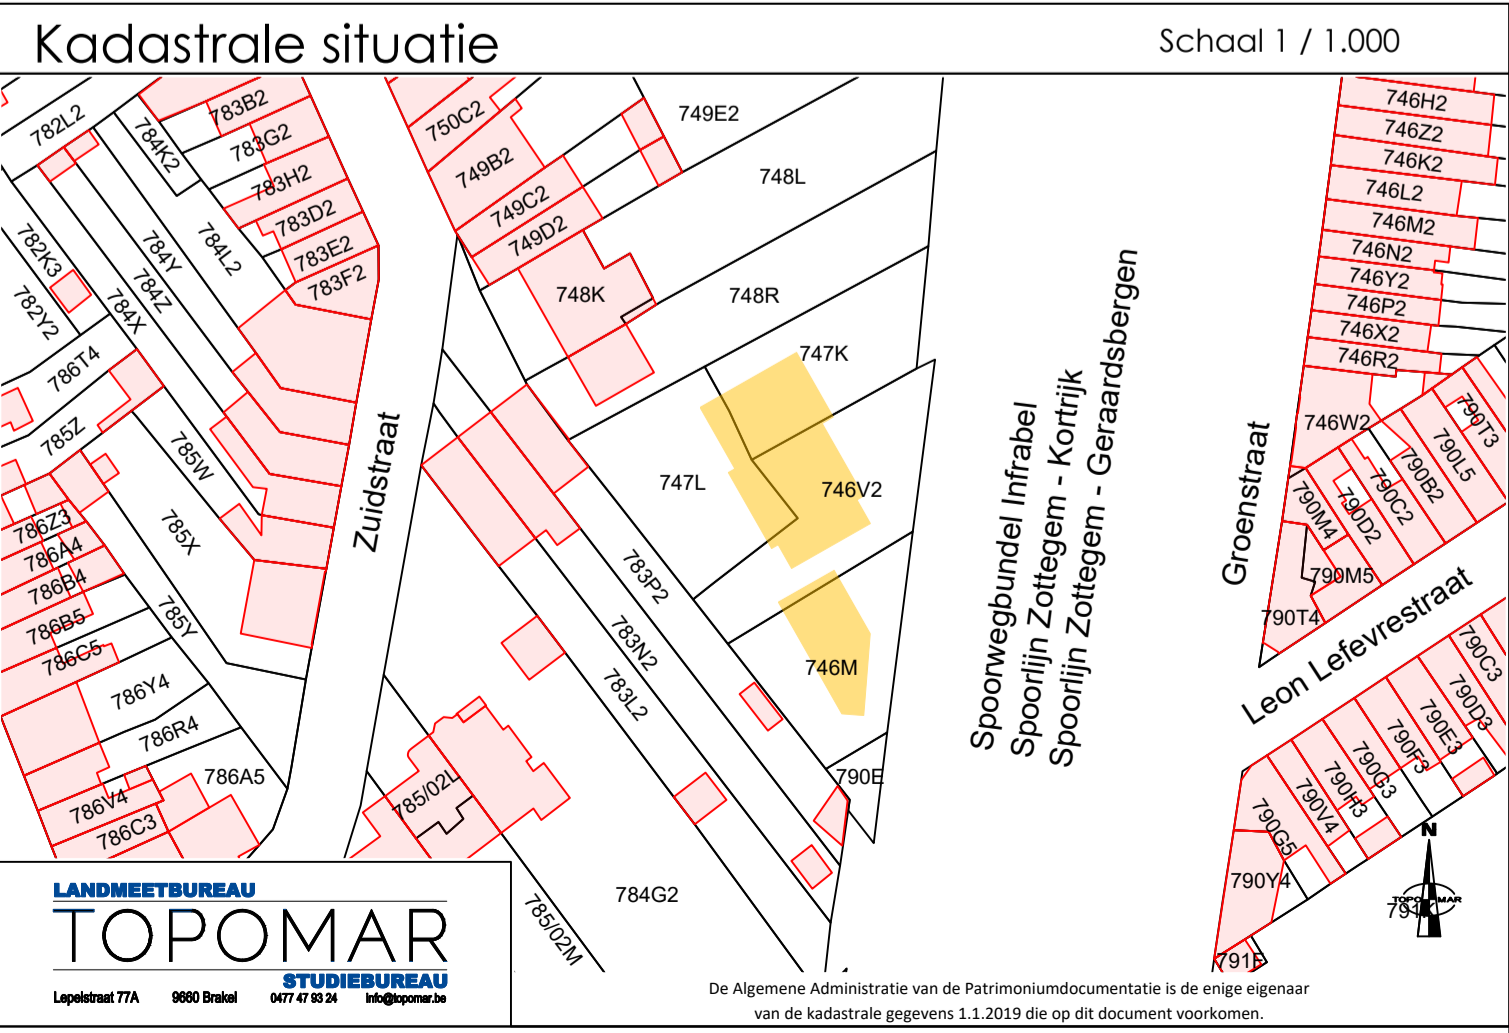 Kadastrale situatie
Schaal 1 / 1.000
782L2
784K2
783B2
783G2
783H2
783D2
783E2
783F2
782K3
782Y2
784Y
784Z
784X
784L2
786T4
785Z
785W
785X
785Y
786Z3
786A4
786B4
786B5
786C5
786Y4
786R4
786A5
786V4
786C3
Zuidstraat
750C2
749B2
749C2
749D2
749E2
748L
748K
748R
747K
747L
746V2
746M
790E
783P2
783N2
783L2
785/02L
785/02M
784G2
Spoorwegbundel Infrabel
Spoorlijn Zottegem - Kortrijk
Spoorlijn Zottegem - Geraardsbergen
Groenstraat
746H2
746Z2
746K2
746L2
746M2
746N2
746Y2
746P2
746X2
746R2
746W2
790T3
790L5
790B2
790C2
790D2
790M4
790M5
790T4
Leon Lefevrestraat
790C3
790D3
790E3
790F3
790G3
790H3
790V4
790G5
790Y4
791F
N
TOPO MAR
LANDMEETBUREAU
TOPOMAR
STUDIEBUREAU
Lepelstraat 77A 9660 Brakel 0477 47 93 24 info@topomar.be
De Algemene Administratie van de Patrimoniumdocumentatie is de enige eigenaar
van de kadastrale gegevens 1.1.2019 die op dit document voorkomen.